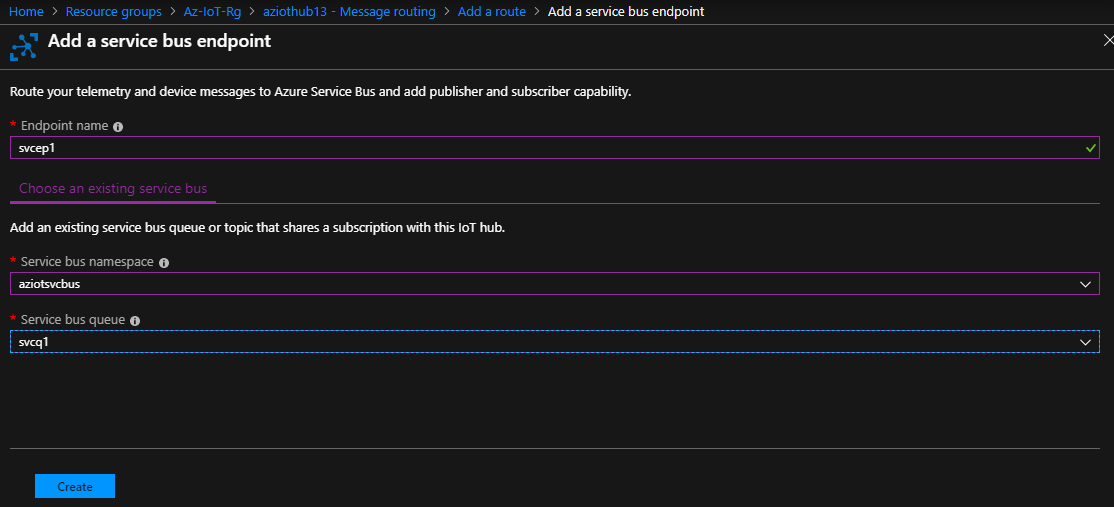 Home > Resource groups > Az-IoT-Rg > aziothub13 - Message routing > Add a route > Add a service bus endpoint
Add a service bus endpoint
Route your telemetry and device messages to Azure Service Bus and add publisher and subscriber capability.
* Endpoint name
svcep1
Choose an existing service bus
Add an existing service bus queue or topic that shares a subscription with this IoT hub.
* Service bus namespace
aziotsvcbus
* Service bus queue
svcq1
Create